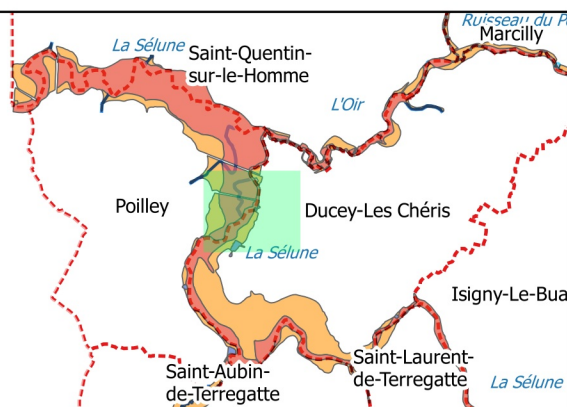 Ruisseau du
Marcilly
La Sélune
Saint-Quentin-
sur-le-Homme
L'Oir
Poilley
Ducey-Les Chéris
La Sélune
Isigny-Le-Bua
Saint-Aubin-
de-Terregatte
Saint-Laurent-
de-Terregatte
La Sélune